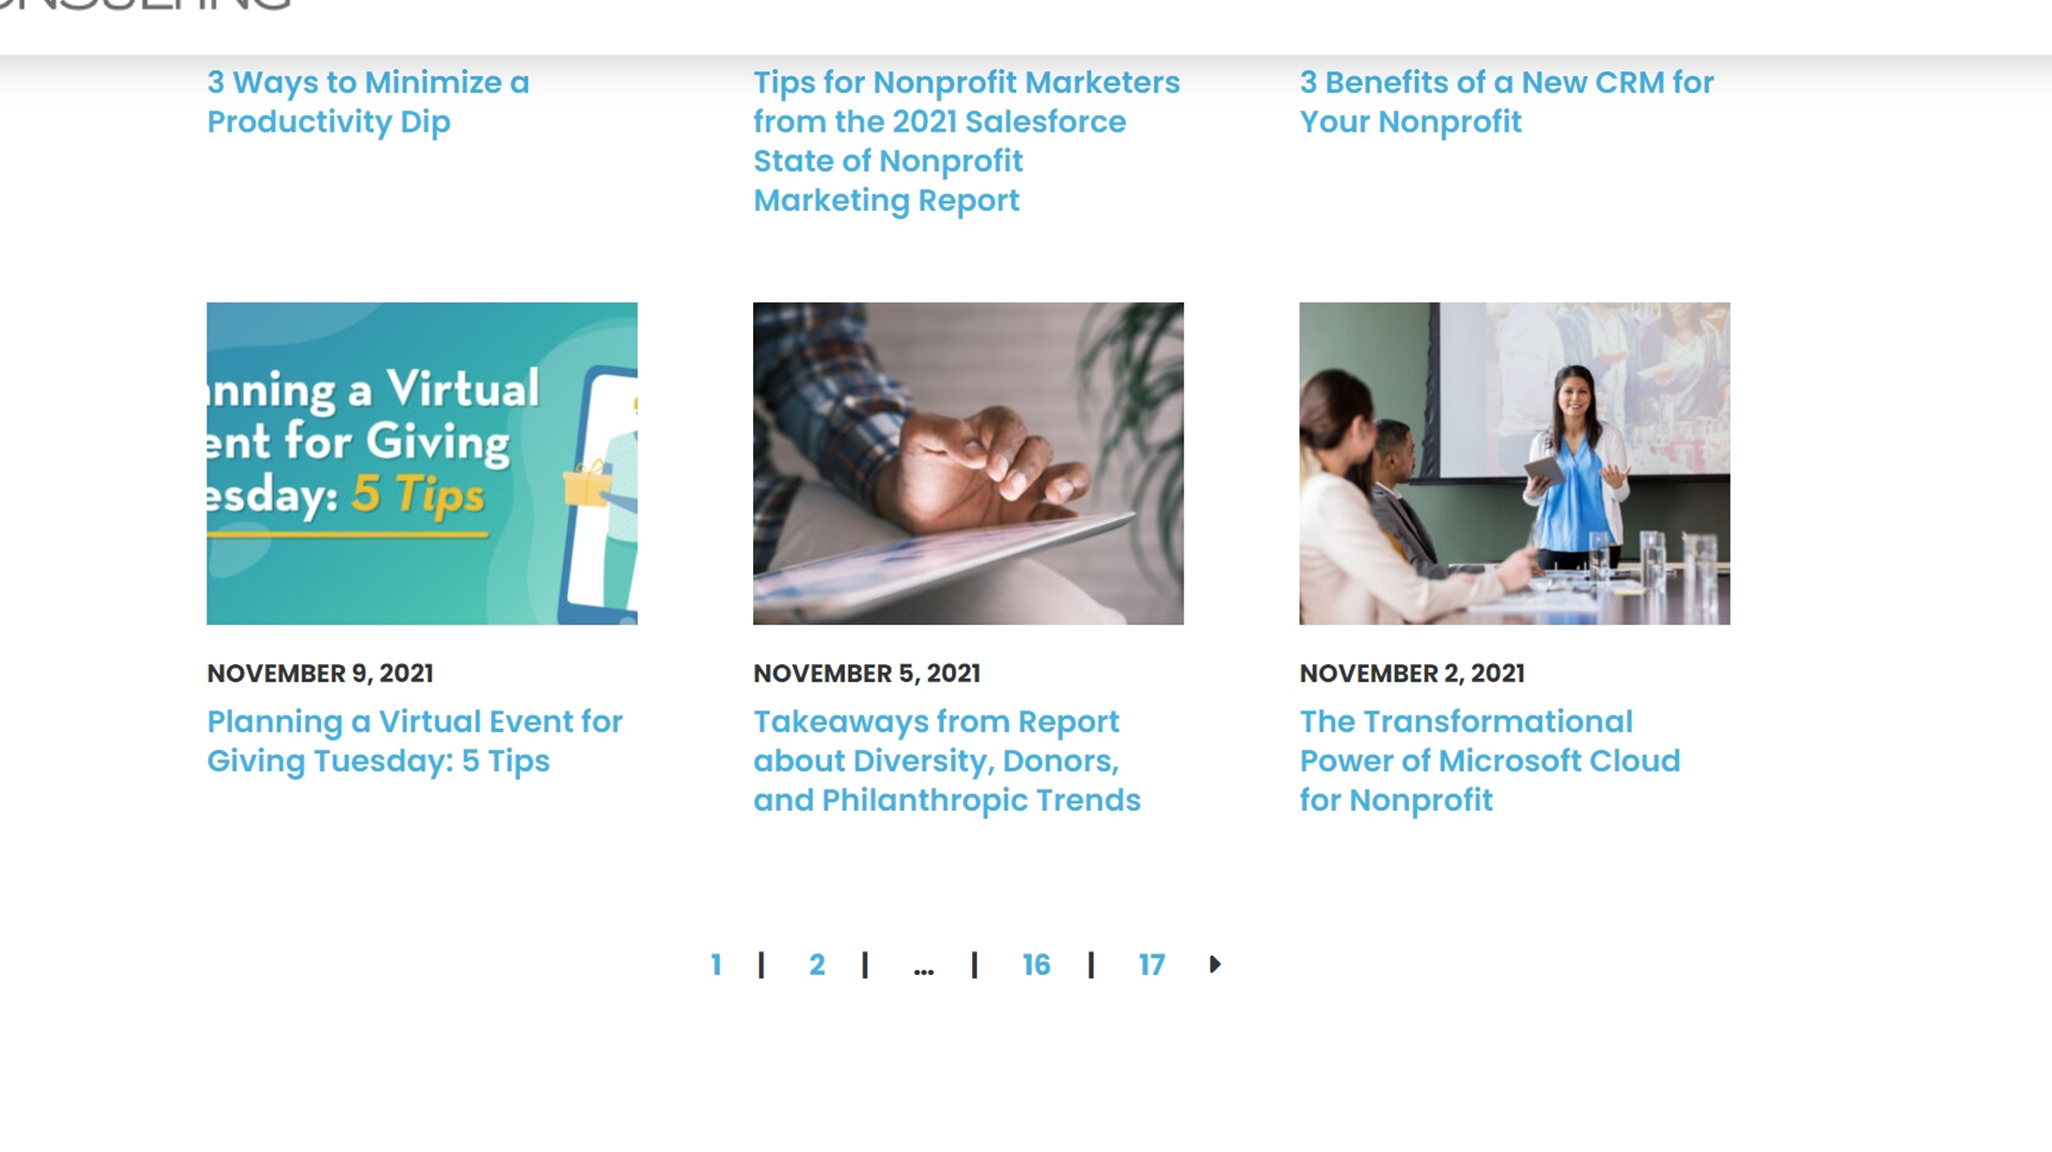 3 Ways to Minimize a
Productivity Dip
Tips for Nonprofit Marketers
from the 2021 Salesforce
State of Nonprofit
Marketing Report
3 Benefits of a New CRM for
Your Nonprofit
nning a Virtual
ent for Giving
esday: 5 Tips
NOVEMBER 9, 2021
Planning a Virtual Event for
Giving Tuesday: 5 Tips
NOVEMBER 5, 2021
Takeaways from Report
about Diversity, Donors,
and Philanthropic Trends
NOVEMBER 2, 2021
The Transformational
Power of Microsoft Cloud
for Nonprofit
1 | 2 | ... | 16 | 17